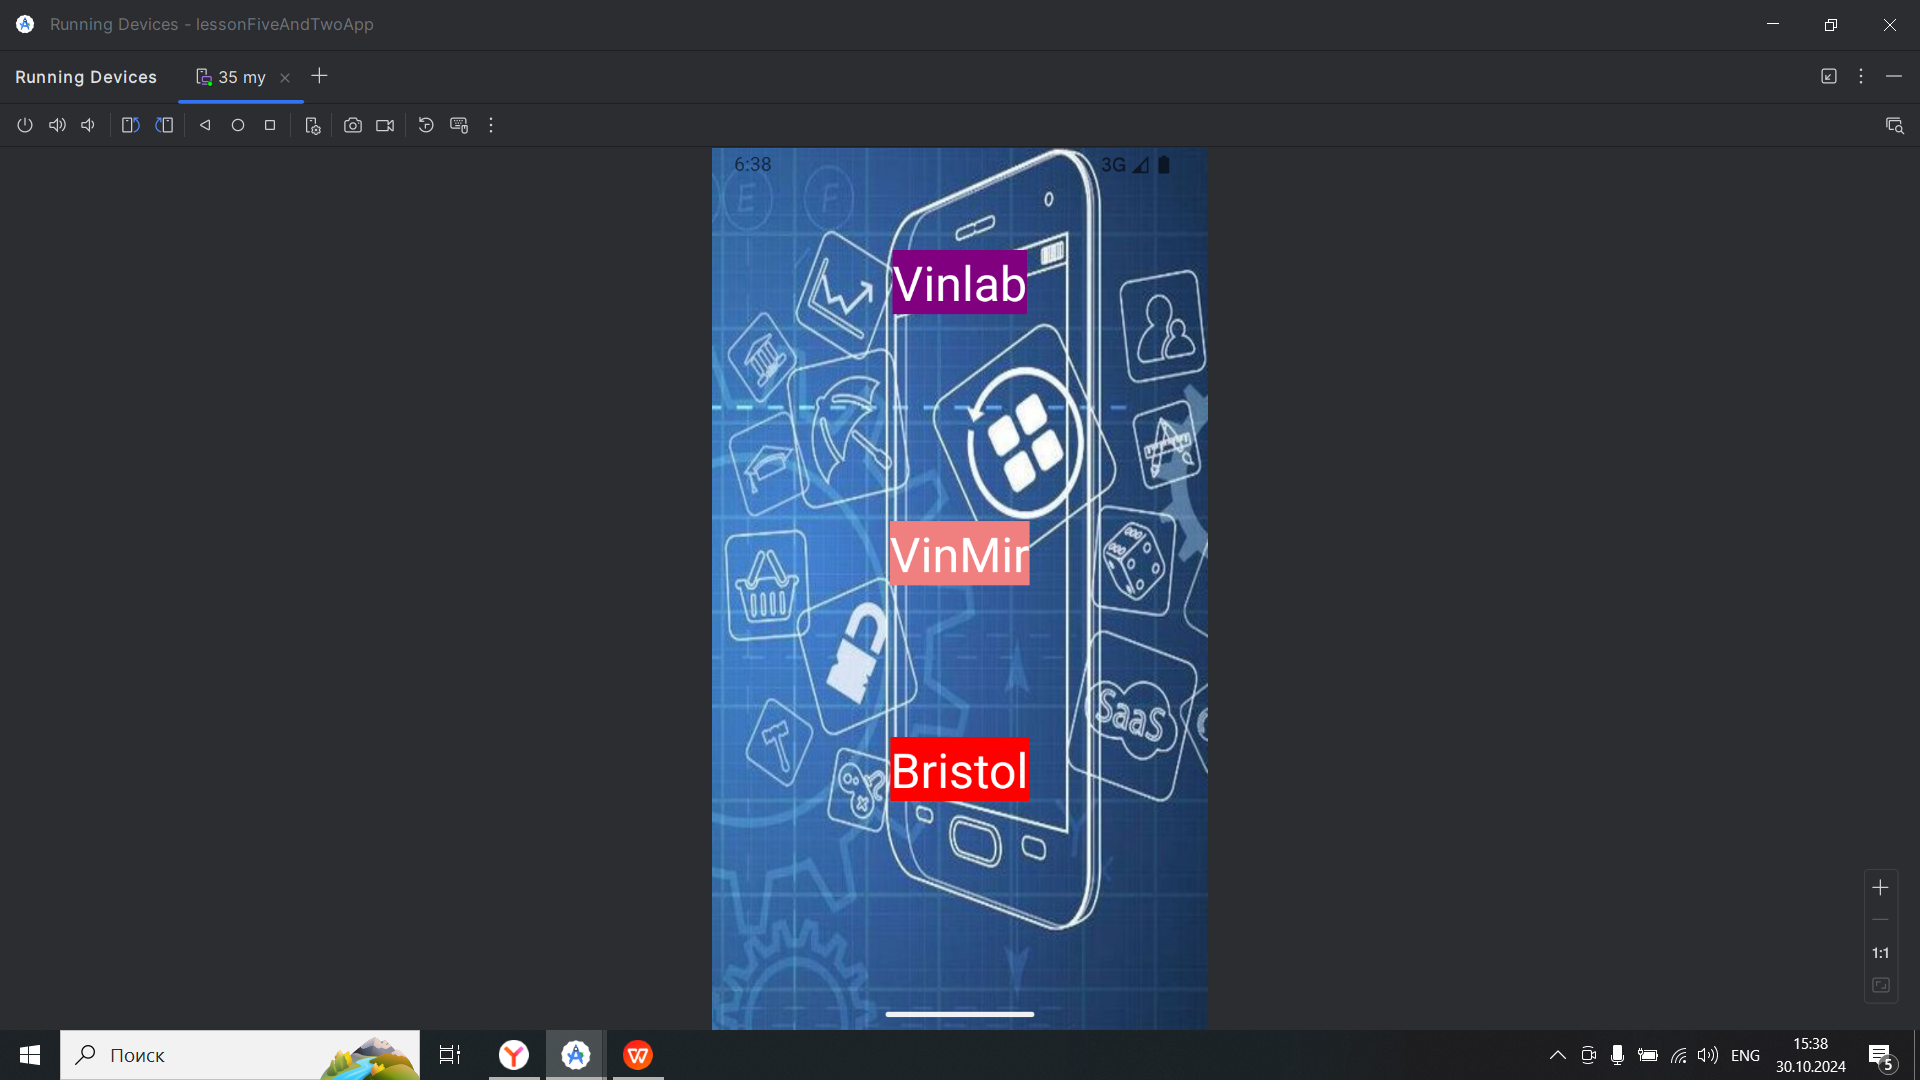 Running Devices - lessonFiveAndTwoApp
Running Devices
35 my
6:38
3G
E
F
Vinlab
VinMir
SaaS
Bristol
1:1
Поиск
ENG
15:38
30.10.2024
5